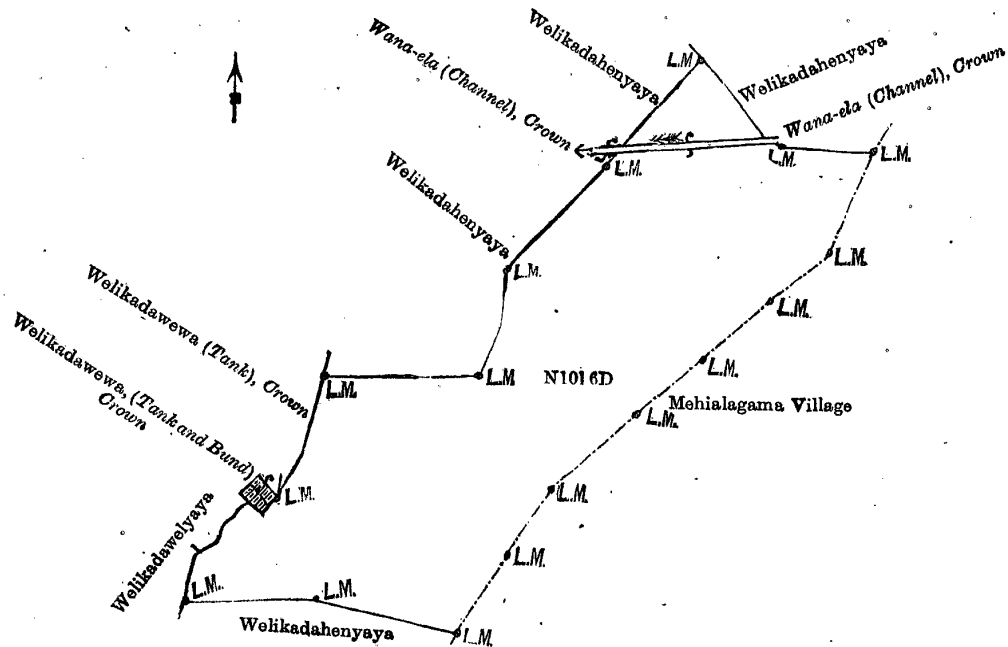 Welikadahenyaya
Wana-ela (Channel), Crown
L.M
Welikadahenyaya
Wana-ela (Channel), Crown
L.M.
L.M.
L.M.
Welikadahenyaya
L.M.
L.M.
Welikadawewa (Tank), Crown
L.M.
L.M.
L.M.
L.M
N1016D
Mehialagama Village
L.M.
Welikadawewa, (Tank and Bund)
Crown
L.M.
L.M.
Welikadawelyaya
L.M.
L.M.
L.M.
Welikadahenyaya
L.M.